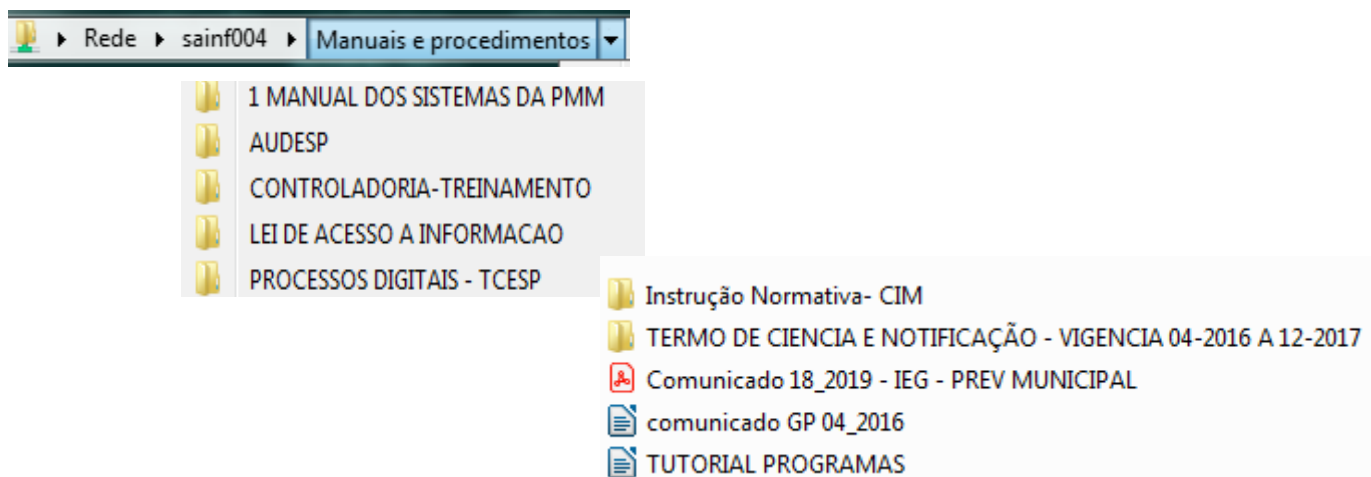 Rede sainf004 Manuais e procedimentos
1 MANUAL DOS SISTEMAS DA PMM
AUDESP
CONTROLADORIA-TREINAMENTO
LEI DE ACESSO A INFORMACAO
PROCESSOS DIGITAIS - TCESP
Instrução Normativa- CIM
TERMO DE CIENCIA E NOTIFICAÇÃO - VIGENCIA 04-2016 A 12-2017
Comunicado 18_2019 - IEG - PREV MUNICIPAL
comunicado GP 04_2016
TUTORIAL PROGRAMAS